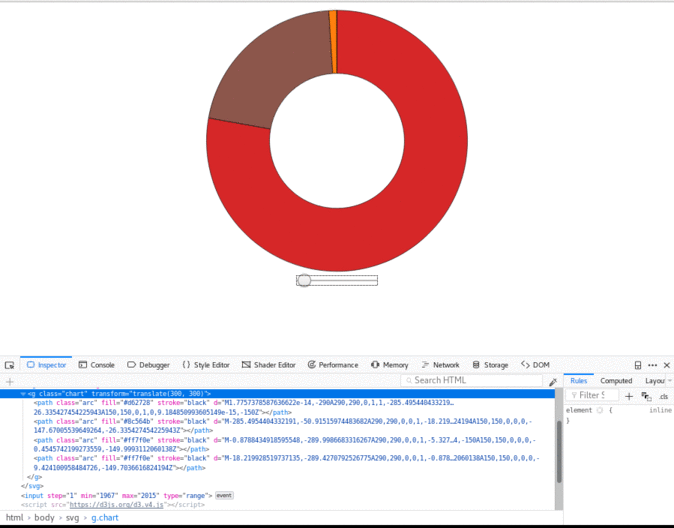 Inspector Console Debugger Style Editor Shader Editor Performance Memory Network Storage DOM
Search HTML
Rules Computed Layou
Filter S
.cls
<g class="chart" transform="translate(300, 300)">
<path class="arc" fill="#d62728" stroke="black" d="M1.7757378587636622e-14,-290A290,290,0,1,1,-285.495440433219…
26.335427454225943A150,150,0,1,0,9.184850993605149e-15,-150Z"></path>
<path class="arc" fill="#8c564b" stroke="black" d="M-285.4954404332191,-50.91515974483682A290,290,0,0,1,-18.219…24194A150,150,0,0,0,-
147.67005539649264,-26.335427454225943Z"></path>
<path class="arc" fill="#ff7f0e" stroke="black" d="M-0.8788434918595548,-289.9986683316267A290,290,0,0,1,-5.327…4,-150A150,150,0,0,0,-
0.4545742199273559,-149.9993112060138Z"></path>
<path class="arc" fill="#ff7f0e" stroke="black" d="M-18.219928519737135,-289.4270792526775A290,290,0,0,1,-0.878…2060138A150,150,0,0,0,-
9.424100958484726,-149.70366168241942"></path>
</g>
</svg>
<input step="1" min="1967" max="2015" type="range"> event
<script src="https://d3js.org/d3.v4.js"></script>
element { inline
}
html > body > svg > g.chart